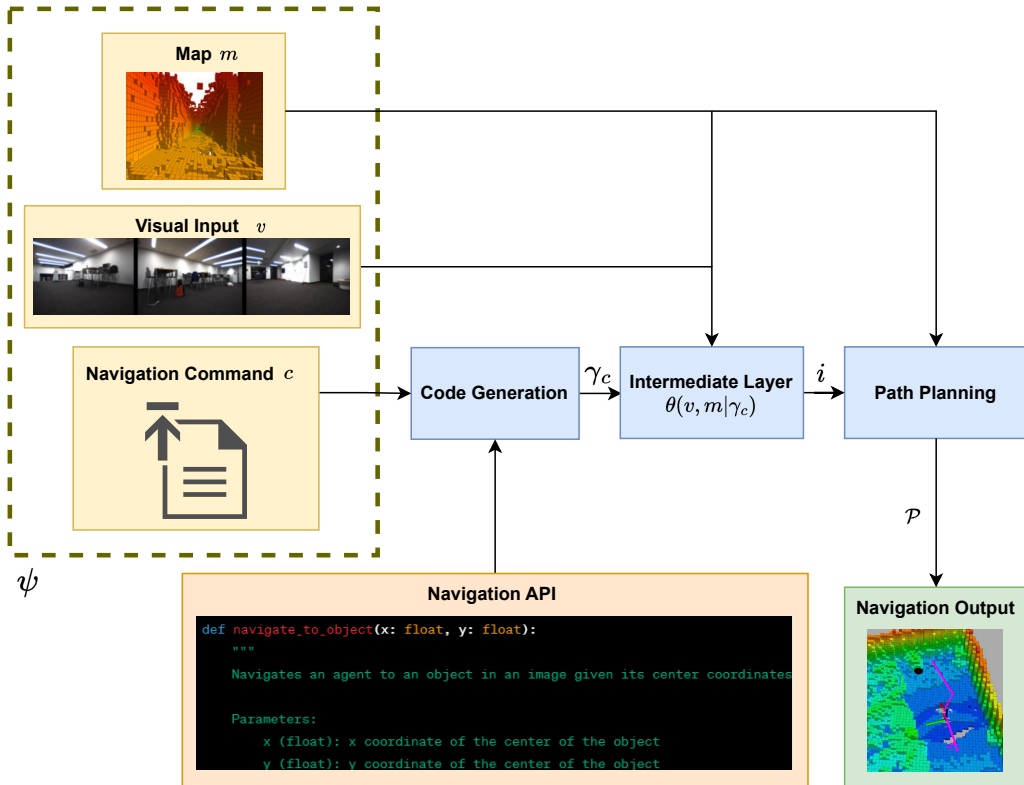 Map m
Visual Input v
Navigation Command c
ψ
Code Generation
γ_c
Intermediate Layer
θ(v, m|γ_c)
i
Path Planning
𝒫
Navigation API
def navigate_to_object(x: float, y: float):
"""
Navigates an agent to an object in an image given its center coordinates
Parameters:
x (float): x coordinate of the center of the object
y (float): y coordinate of the center of the object
Navigation Output